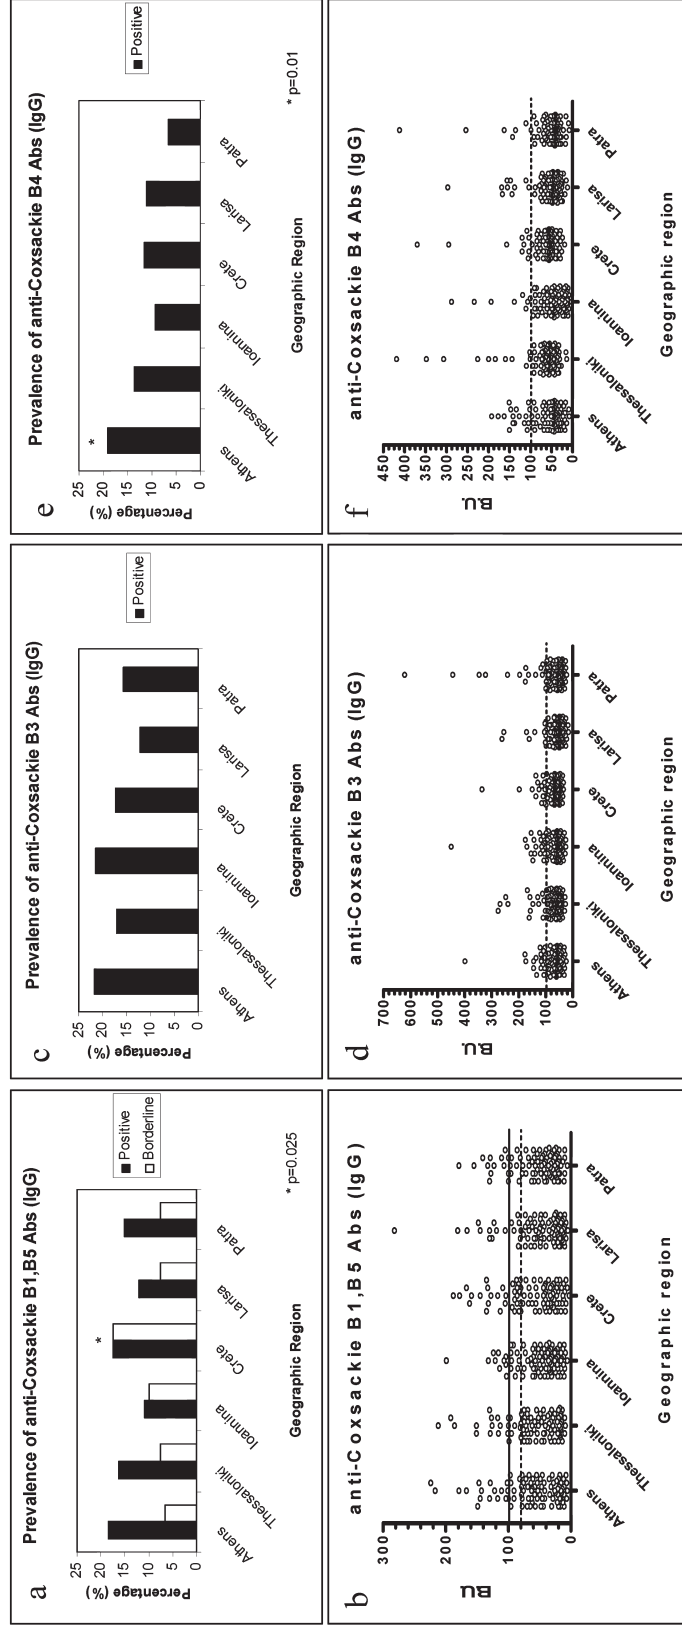 a
Prevalence of anti-Coxsackie B1,B5 Abs (IgG)
25
20
15
10
5
0
Percentage (%)
Athens
Thessaloniki
Ioannina
Crete
Larisa
Patra
*
Geographic Region
Positive
Borderline
* p=0.025
b
anti-Coxsackie B1,B5 Abs (IgG)
300
200
100
0
B.U.
Athens
Thessaloniki
Ioannina
Crete
Larisa
Patra
Geographic region
c
Prevalence of anti-Coxsackie B3 Abs (IgG)
25
20
15
10
5
0
Percentage (%)
Athens
Thessaloniki
Ioannina
Crete
Larisa
Patra
Geographic Region
Positive
d
anti-Coxsackie B3 Abs (IgG)
700
600
500
400
300
200
100
0
B.U.
Athens
Thessaloniki
Ioannina
Crete
Larisa
Patra
Geographic region
e
Prevalence of anti-Coxsackie B4 Abs (IgG)
25
20
15
10
5
0
Percentage (%)
*
Athens
Thessaloniki
Ioannina
Crete
Larisa
Patra
Geographic Region
Positive
* p=0.01
f
anti-Coxsackie B4 Abs (IgG)
450
400
350
300
250
200
150
100
50
0
B.U.
Athens
Thessaloniki
Ioannina
Crete
Larisa
Patra
Geographic region